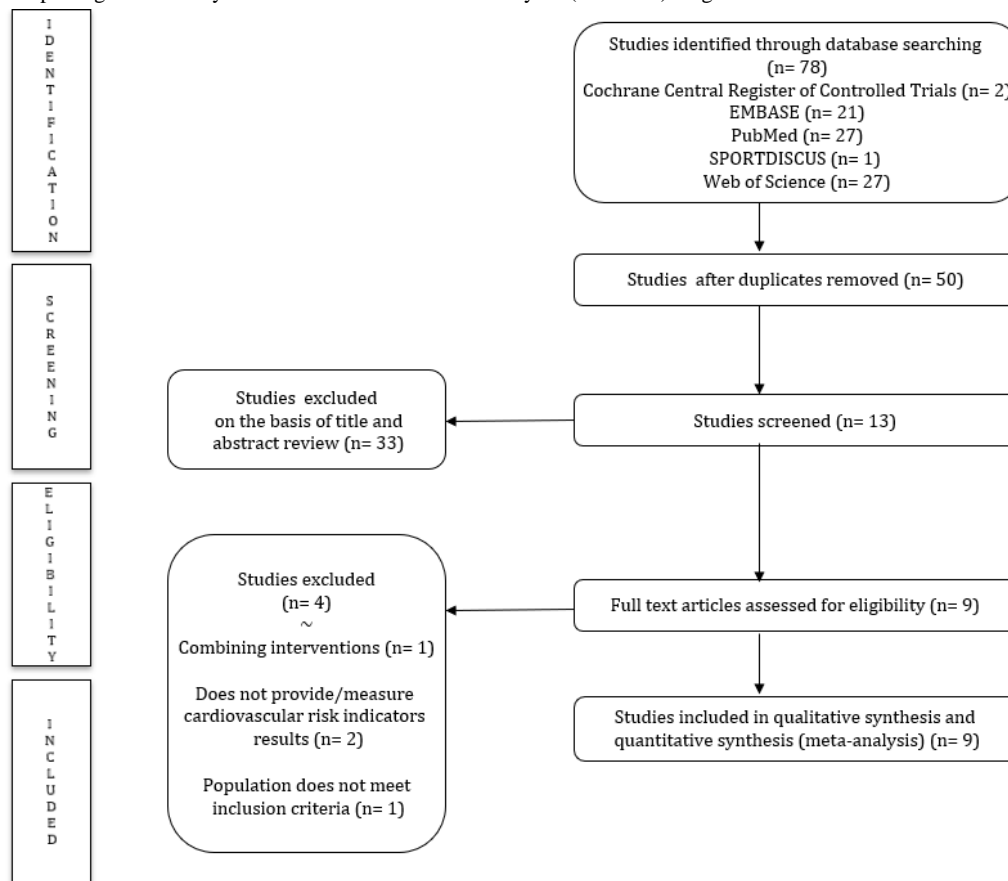 IDENTIFICATION
Studies identified through database searching
(n= 78)
Cochrane Central Register of Controlled Trials (n= 2)
EMBASE (n= 21)
PubMed (n= 27)
SPORTDISCUS (n= 1)
Web of Science (n= 27)
SCREENING
Studies after duplicates removed (n= 50)
Studies excluded
on the basis of title and
abstract review (n= 33)
Studies screened (n= 13)
ELIGIBILITY
Studies excluded
(n= 4)
~
Combining interventions (n= 1)
Does not provide/measure
cardiovascular risk indicators
results (n= 2)
Population does not meet
inclusion criteria (n= 1)
Full text articles assessed for eligibility (n= 9)
INCLUDED
Studies included in qualitative synthesis and
quantitative synthesis (meta-analysis) (n= 9)